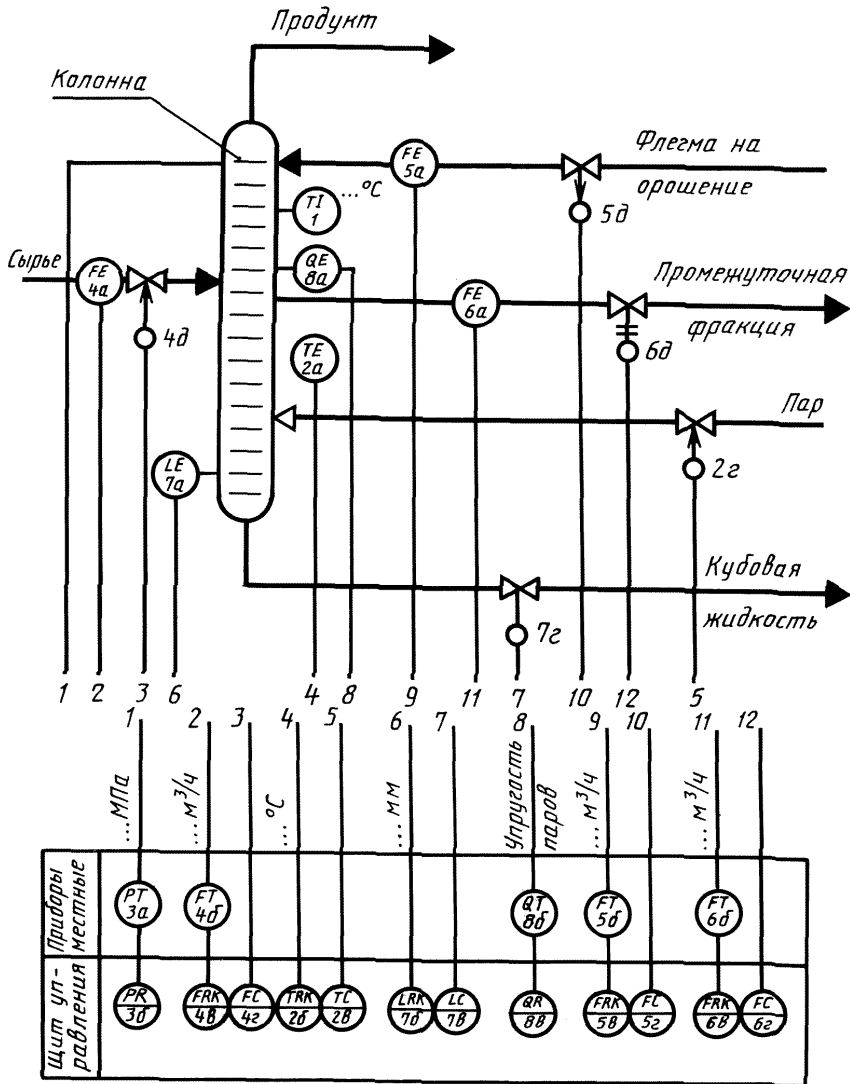 Продукт
Колонна
FE
5а
Флегма на
орошение
TI
1
...°C
5д
QE
8а
Сырье
FE
4а
4д
FE
6а
Промежуточная
фракция
6д
TE
2а
Пар
2г
LE
7а
Кубовая
жидкость
7г
1 2 3 6 4 8 9 11 7 10 12 5
1 2 3 4 5 6 7 8 9 10 11 12
...МПа
...м³/ч
...°C
...мм
Упругость
паров
...м³/ч
...м³/ч
Приборы
местные
PT
3а
FT
4б
QT
8б
FT
5б
FT
6б
Щит уп-
равления
PR
3б
FRK
4в
FC
4г
TRK
2б
TC
2в
LRK
7б
LC
7в
QR
8в
FRK
5в
FC
5г
FRK
6в
FC
6г